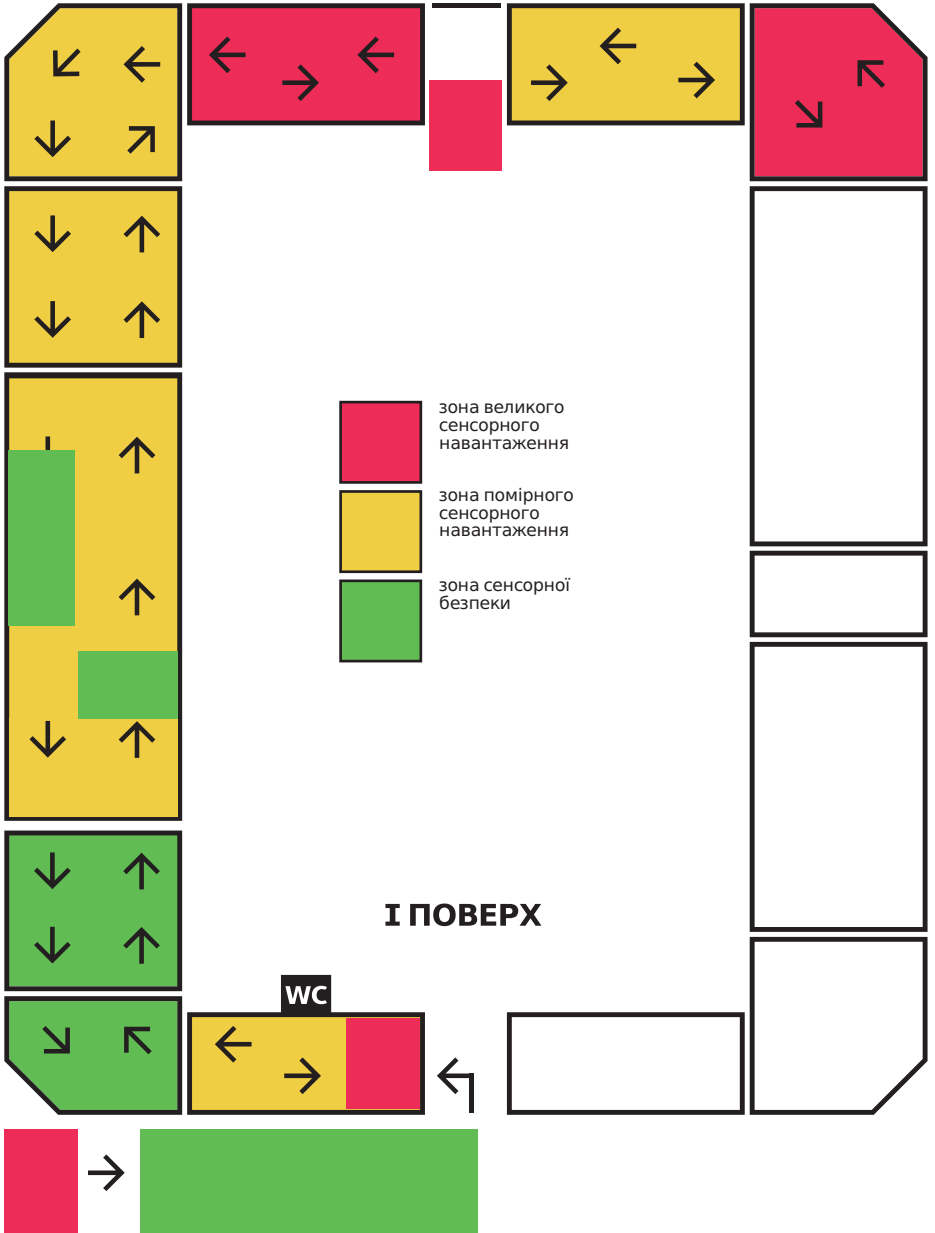 зона великого
сенсорного
навантаження
зона помірного
сенсорного
навантаження
зона сенсорної
безпеки
І ПОВЕРХ
WC